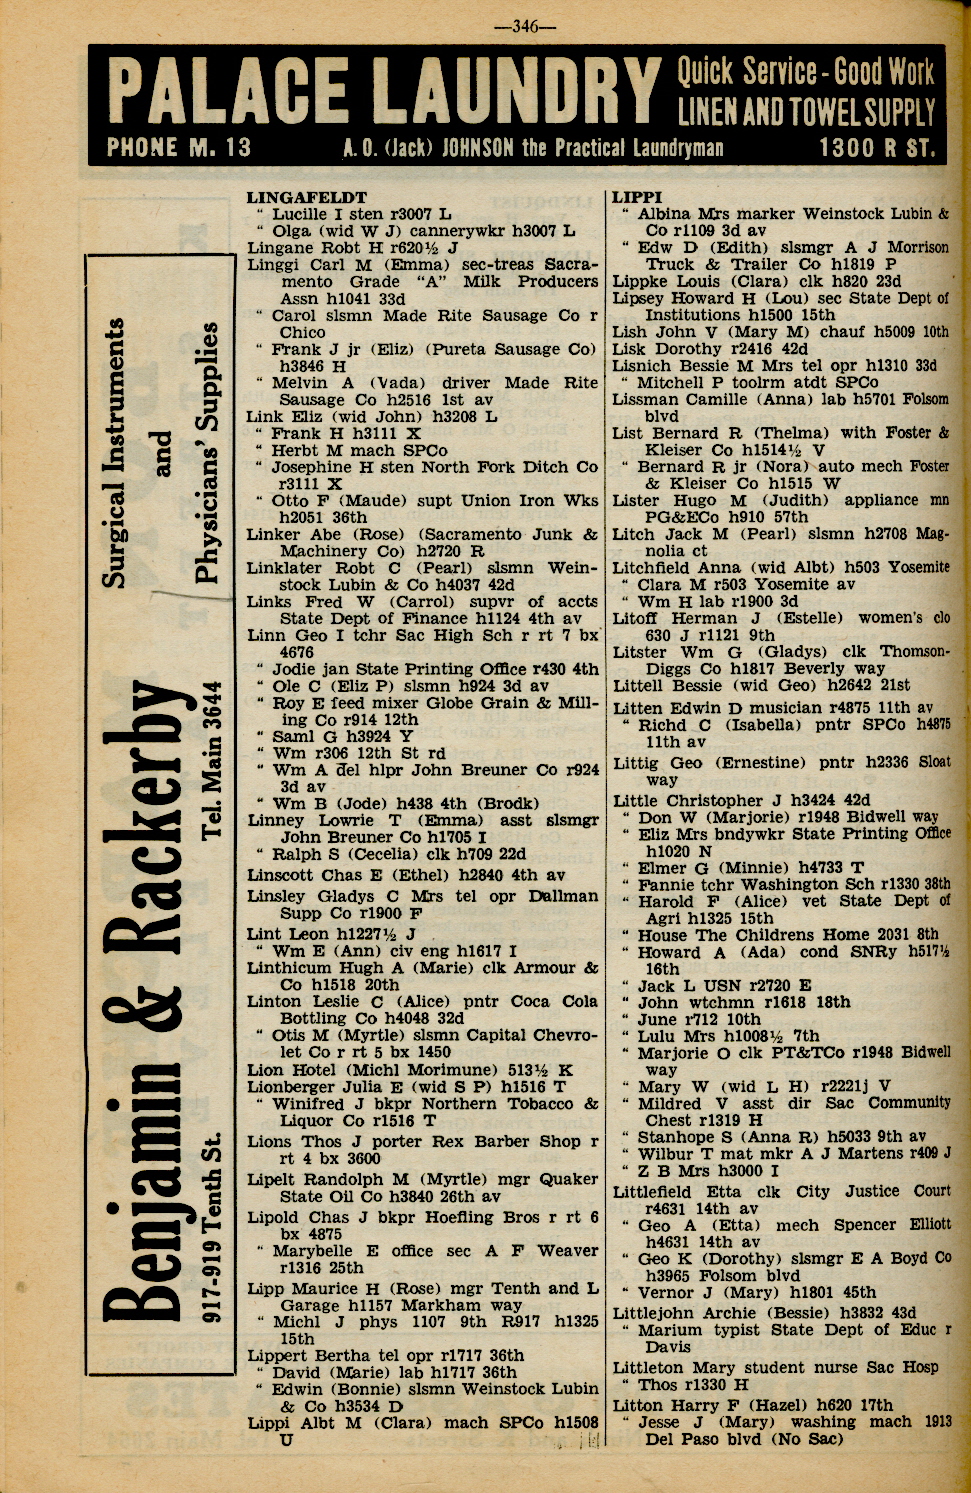 —346—
PALACE LAUNDRY
Quick Service - Good Work
LINEN AND TOWEL SUPPLY
PHONE M. 13
A. O. (Jack) JOHNSON the Practical Laundryman
1300 R ST.
Surgical Instruments
and
Physicians' Supplies
Benjamin & Rackerby
917-919 Tenth St.
Tel. Main 3644
LINGAFELDT
" Lucille I sten r3007 L
" Olga (wid W J) cannerywkr h3007 L
Lingane Robt H r620½ J
Linggi Carl M (Emma) sec-treas Sacra-
mento Grade "A" Milk Producers
Assn h1041 33d
" Carol slsmn Made Rite Sausage Co r
Chico
" Frank J jr (Eliz) (Pureta Sausage Co)
h3846 H
" Melvin A (Vada) driver Made Rite
Sausage Co h2516 1st av
Link Eliz (wid John) h3208 L
" Frank H h3111 X
" Herbt M mach SPCo
" Josephine H sten North Fork Ditch Co
r3111 X
" Otto F (Maude) supt Union Iron Wks
h2051 36th
Linker Abe (Rose) (Sacramento Junk &
Machinery Co) h2720 R
Linklater Robt C (Pearl) slsmn Wein-
stock Lubin & Co h4037 42d
Links Fred W (Carrol) supvr of accts
State Dept of Finance h1124 4th av
Linn Geo I tchr Sac High Sch r rt 7 bx
4676
" Jodie jan State Printing Office r430 4th
" Ole C (Eliz P) slsmn h924 3d av
" Roy E feed mixer Globe Grain & Mill-
ing Co r914 12th
" Saml G h3924 Y
" Wm r306 12th St rd
" Wm A del hlpr John Breuner Co r924
3d av
" Wm B (Jode) h438 4th (Brodk)
Linney Lowrie T (Emma) asst slsmgr
John Breuner Co h1705 I
" Ralph S (Cecelia) clk h709 22d
Linscott Chas E (Ethel) h2840 4th av
Linsley Gladys C Mrs tel opr Dallman
Supp Co r1900 F
Lint Leon h1227½ J
" Wm E (Ann) civ eng h1617 I
Linthicum Hugh A (Marie) clk Armour &
Co h1518 20th
Linton Leslie C (Alice) pntr Coca Cola
Bottling Co h4048 32d
" Otis M (Myrtle) slsmn Capital Chevro-
let Co r rt 5 bx 1450
Lion Hotel (Michl Morimune) 513½ K
Lionberger Julia E (wid S P) h1516 T
" Winifred J bkpr Northern Tobacco &
Liquor Co r1516 T
Lions Thos J porter Rex Barber Shop r
rt 4 bx 3600
Lipelt Randolph M (Myrtle) mgr Quaker
State Oil Co h3840 26th av
Lipold Chas J bkpr Hoefling Bros r rt 6
bx 4875
" Marybelle E office sec A F Weaver
r1316 25th
Lipp Maurice H (Rose) mgr Tenth and L
Garage h1157 Markham way
" Michl J phys 1107 9th R917 h1325
15th
Lippert Bertha tel opr r1717 36th
" David (Marie) lab h1717 36th
" Edwin (Bonnie) slsmn Weinstock Lubin
& Co h3534 D
Lippi Albt M (Clara) mach SPCo h1508
U
LIPPI
" Albina Mrs marker Weinstock Lubin &
Co r1109 3d av
" Edw D (Edith) slsmgr A J Morrison
Truck & Trailer Co h1819 P
Lippke Louis (Clara) clk h820 23d
Lipsey Howard H (Lou) sec State Dept of
Institutions h1500 15th
Lish John V (Mary M) chauf h5009 10th
Lisk Dorothy r2416 42d
Lisnich Bessie M Mrs tel opr h1310 33d
" Mitchell P toolrm atdt SPCo
Lissman Camille (Anna) lab h5701 Folsom
blvd
List Bernard R (Thelma) with Foster &
Kleiser Co h1514½ V
" Bernard R jr (Nora) auto mech Foster
& Kleiser Co h1515 W
Lister Hugo M (Judith) appliance mn
PG&ECo h910 57th
Litch Jack M (Pearl) slsmn h2708 Mag-
nolia ct
Litchfield Anna (wid Albt) h503 Yosemite
" Clara M r503 Yosemite av
" Wm H lab r1900 3d
Litoff Herman J (Estelle) women's clo
630 J r1121 9th
Litster Wm G (Gladys) clk Thomson-
Diggs Co h1817 Beverly way
Littell Bessie (wid Geo) h2642 21st
Litten Edwin D musician r4875 11th av
" Richd C (Isabella) pntr SPCo h4875
11th av
Littig Geo (Ernestine) pntr h2336 Sloat
way
Little Christopher J h3424 42d
" Don W (Marjorie) r1948 Bidwell way
" Eliz Mrs bndywkr State Printing Office
h1020 N
" Elmer G (Minnie) h4733 T
" Fannie tchr Washington Sch r1330 38th
" Harold F (Alice) vet State Dept of
Agri h1325 15th
" House The Childrens Home 2031 8th
" Howard A (Ada) cond SNRy h517½
16th
" Jack L USN r2720 E
" John wtchmn r1618 18th
" June r712 10th
" Lulu Mrs h1008½ 7th
" Marjorie O clk PT&TCo r1948 Bidwell
way
" Mary W (wid L H) r2221j V
" Mildred V asst dir Sac Community
Chest r1319 H
" Stanhope S (Anna R) h5033 9th av
" Wilbur T mat mkr A J Martens r409 J
" Z B Mrs h3000 I
Littlefield Etta clk City Justice Court
r4631 14th av
" Geo A (Etta) mech Spencer Elliott
h4631 14th av
" Geo K (Dorothy) slsmgr E A Boyd Co
h3965 Folsom blvd
" Vernor J (Mary) h1801 45th
Littlejohn Archie (Bessie) h3832 43d
" Marium typist State Dept of Educ r
Davis
Littleton Mary student nurse Sac Hosp
" Thos r1330 H
Litton Harry F (Hazel) h620 17th
" Jesse J (Mary) washing mach 1913
Del Paso blvd (No Sac)